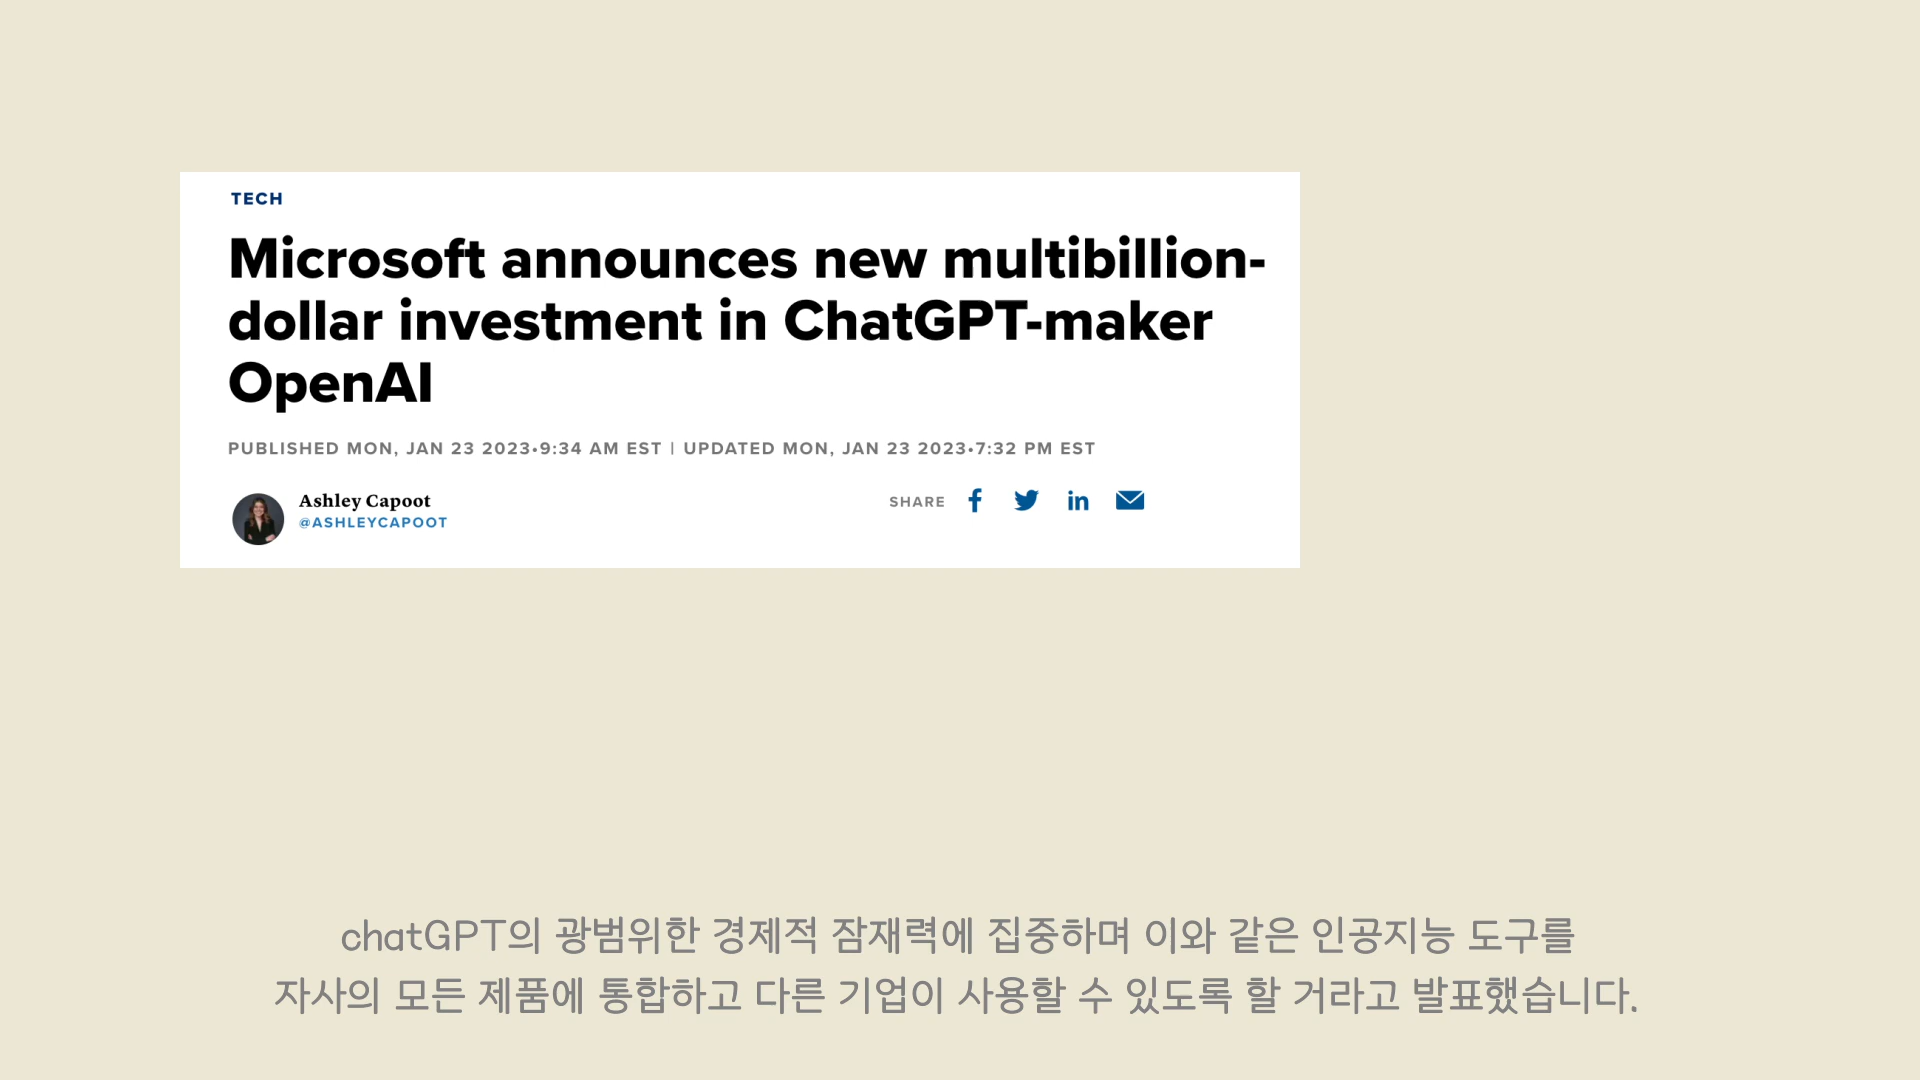 TECH
Microsoft announces new multibillion-
dollar investment in ChatGPT-maker
OpenAI
PUBLISHED MON, JAN 23 2023•9:34 AM EST | UPDATED MON, JAN 23 2023•7:32 PM EST
Ashley Capoot
@ASHLEYCAPOOT
SHARE
chatGPT의 광범위한 경제적 잠재력에 집중하며 이와 같은 인공지능 도구를
자사의 모든 제품에 통합하고 다른 기업이 사용할 수 있도록 할 거라고 발표했습니다.